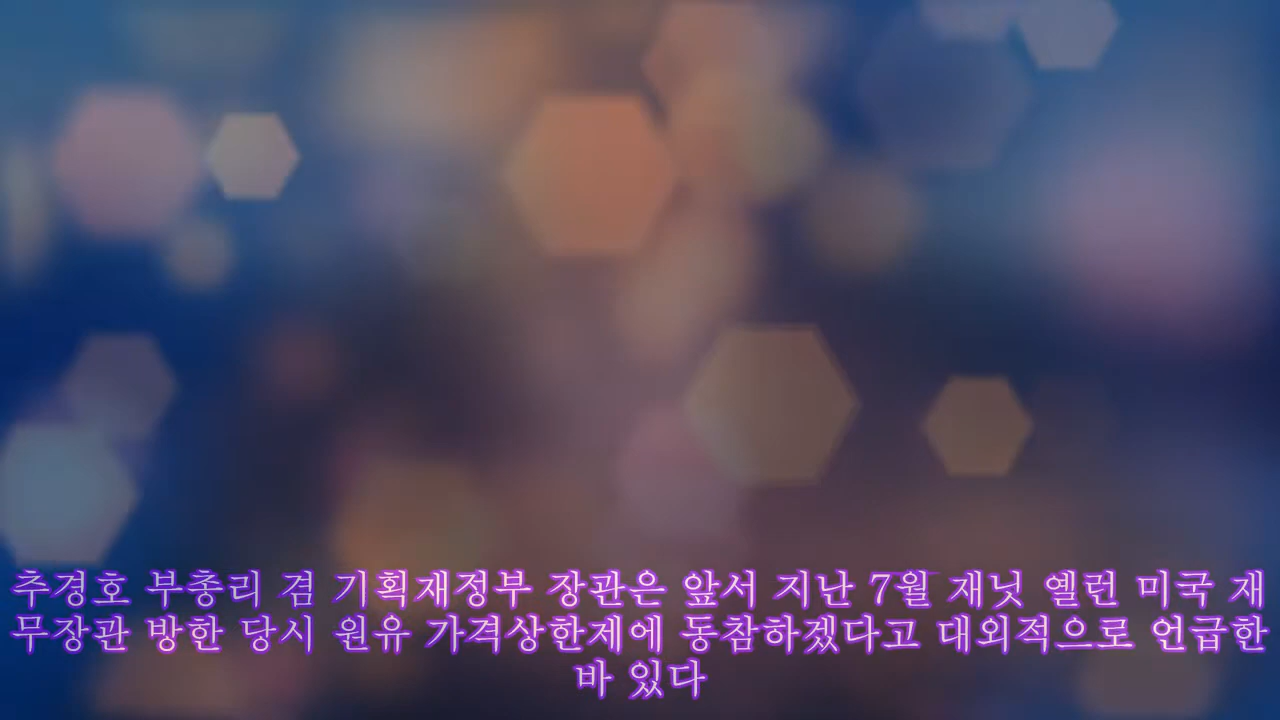 추경호 부총리 겸 기획재정부 장관은 앞서 지난 7월 재닛 옐런 미국 재
무장관 방한 당시 원유 가격상한제에 동참하겠다고 대외적으로 언급한
바 있다